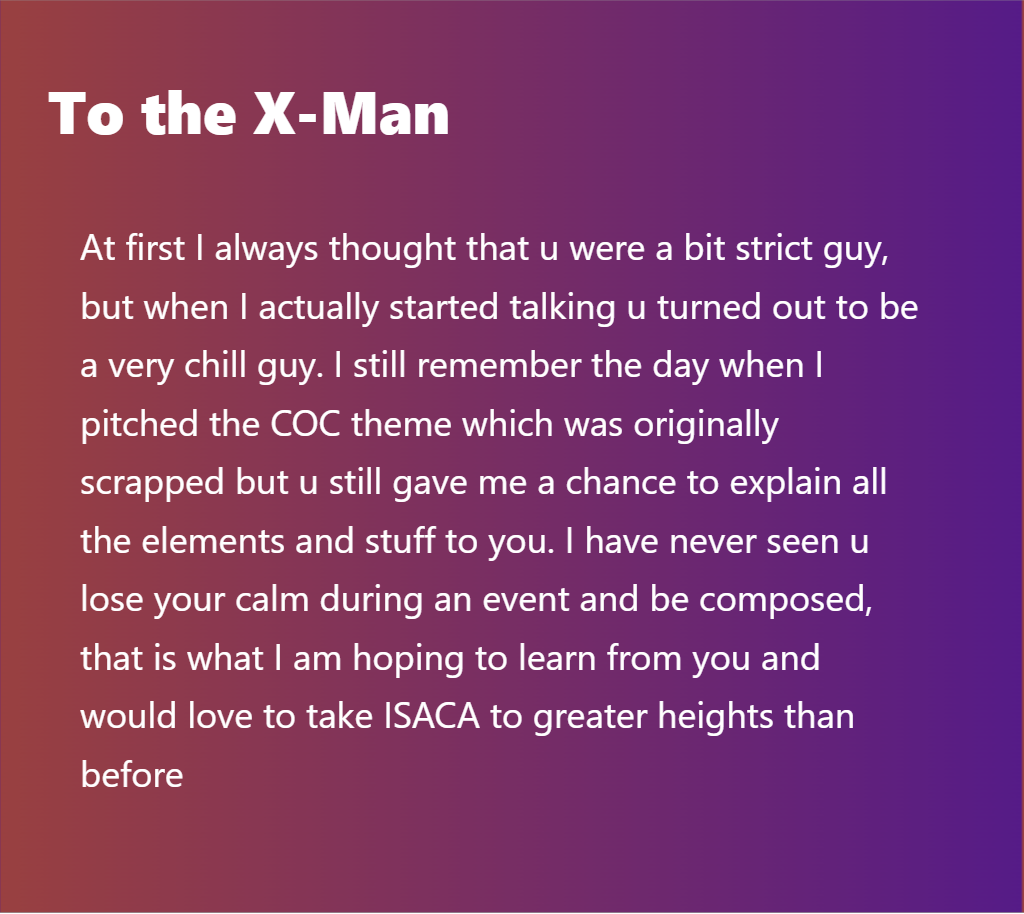 To the X-Man
At first I always thought that u were a bit strict guy,
but when I actually started talking u turned out to be
a very chill guy. I still remember the day when I
pitched the COC theme which was originally
scrapped but u still gave me a chance to explain all
the elements and stuff to you. I have never seen u
lose your calm during an event and be composed,
that is what I am hoping to learn from you and
would love to take ISACA to greater heights than
before